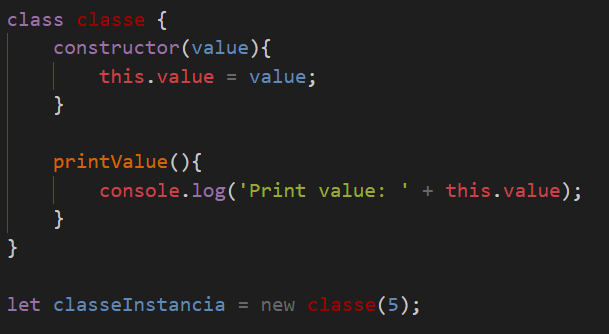 class classe {
constructor(value){
this.value = value;
}
printValue(){
console.log('Print value: ' + this.value);
}
}
let classeInstancia = new classe(5);